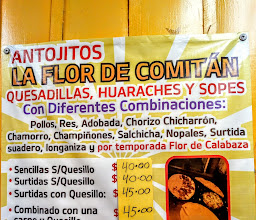 ANTOJITOS
LA FLOR DE COMITÁN
QUESADILLAS, HUARACHES Y SOPES
Con Diferentes Combinaciones:
Pollos, Res, Adobada, Chorizo Chicharrón,
Chamorro, Champiñones, Salchicha, Nopales, Surtida
suadero, longaniza y por temporada Flor de Calabaza
• Sencillas S/Quesillo $ 40.00
• Surtidas S/Quesillo $ 40.00
• Surtidas con Quesillo: $ 45.00
• Combinado con una $ 45.00